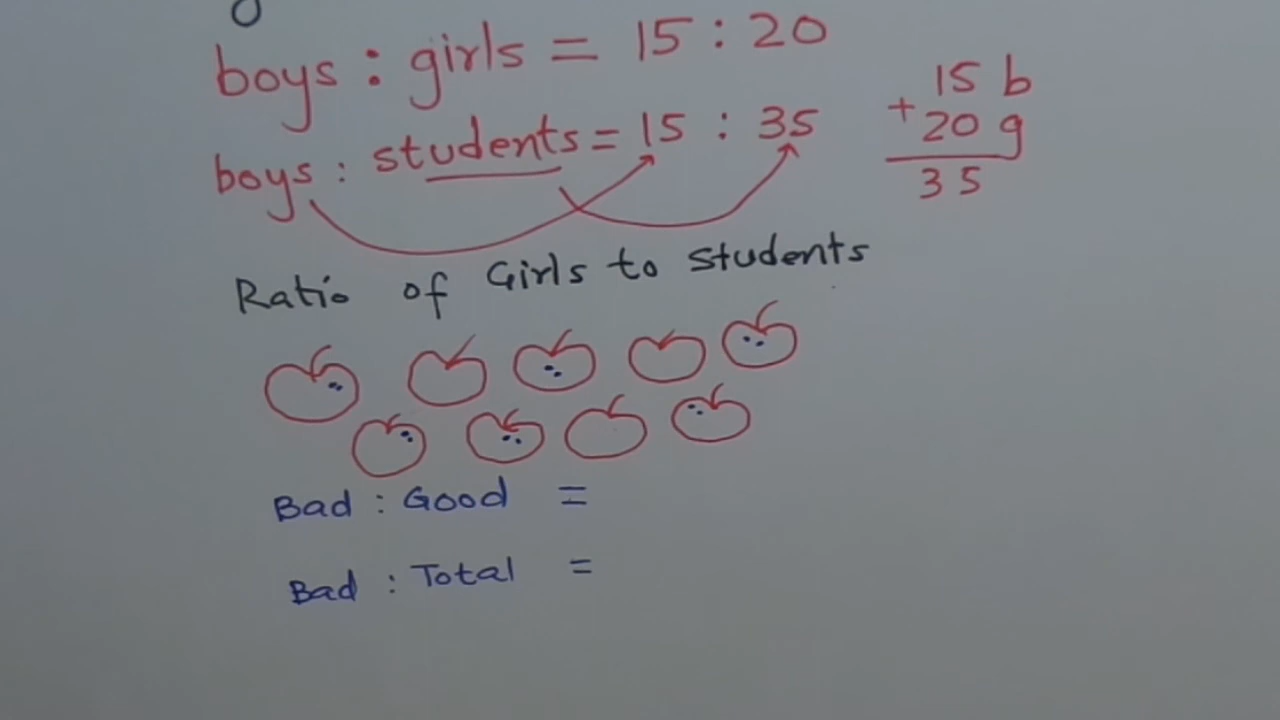 boys : girls = 15 : 20
boys : students = 15 : 35
15 b
+ 20 g
35
Ratio of Girls to Students
Bad : Good =
Bad : Total =